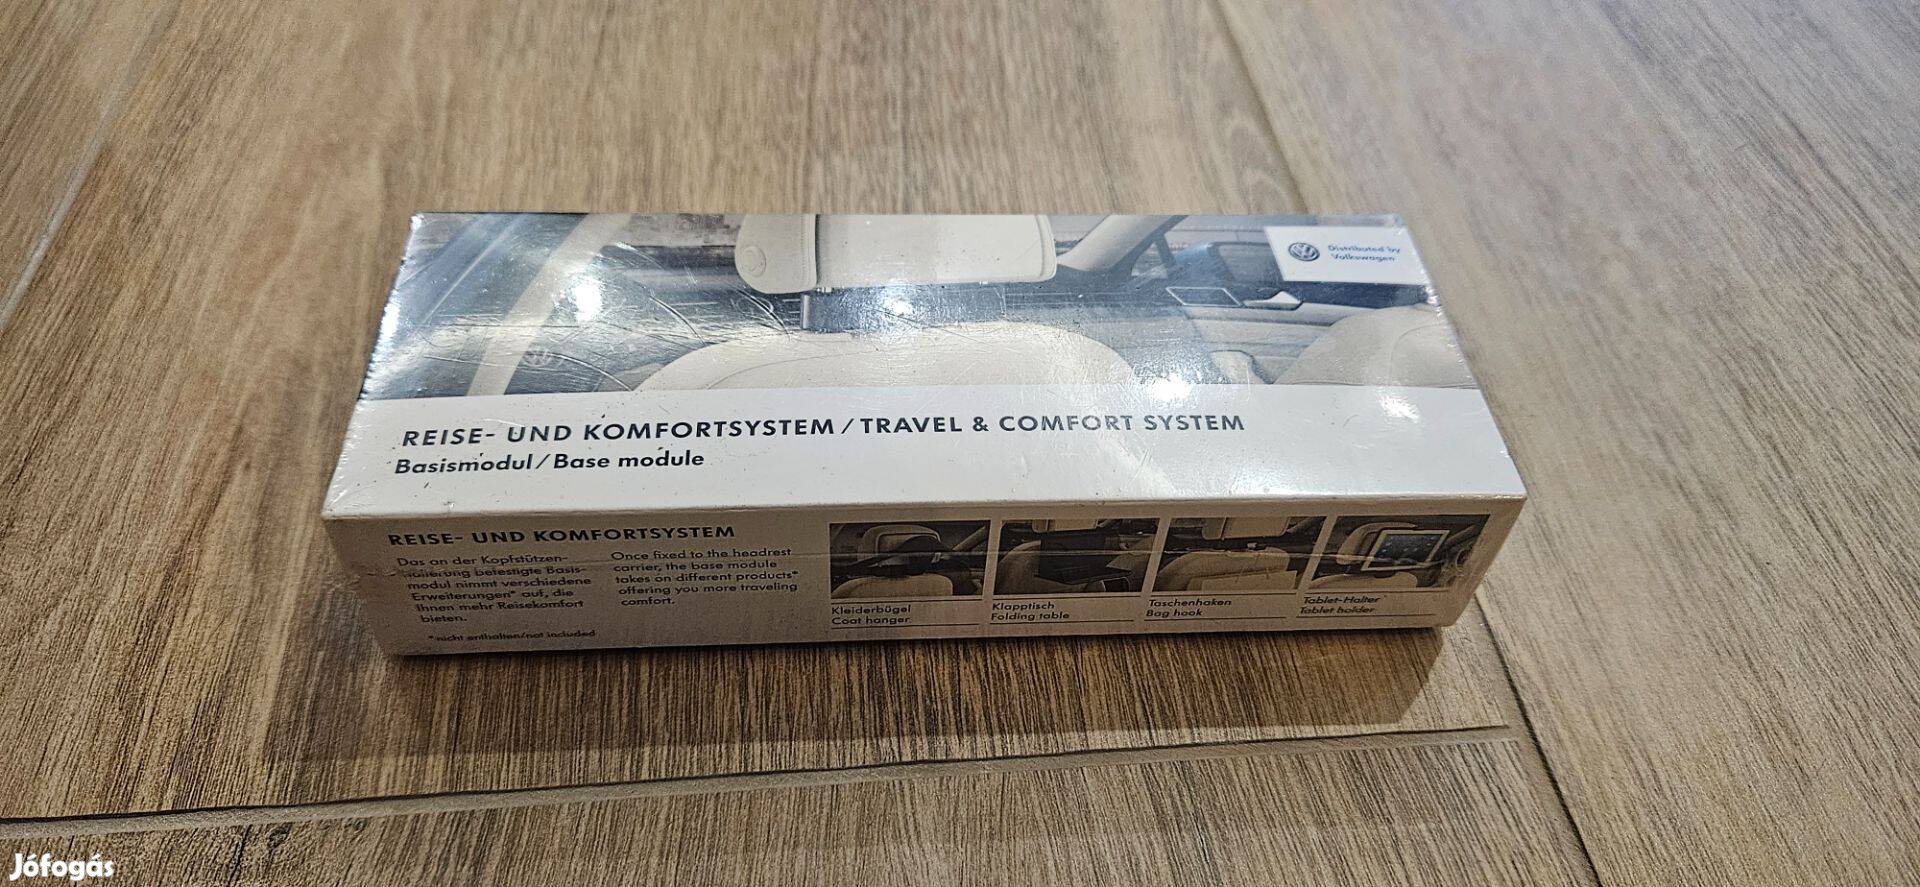 Distributed by
Volkswagen
REISE- UND KOMFORTSYSTEM / TRAVEL & COMFORT SYSTEM
Basismodul / Base module
REISE- UND KOMFORTSYSTEM
Das an der Kopfstützen-
halterung befestigte Basis-
modul nimmt verschiedene
Erweiterungen* auf, die
Ihnen mehr Reisekomfort
bieten.
*nicht enthalten/not included
Once fixed to the headrest
carrier, the base module
takes on different products*
offering you more traveling
comfort.
Kleiderbügel
Coat hanger
Klapptisch
Folding table
Taschenhaken
Bag hook
Tablet-Halter
Tablet holder
Jófogás